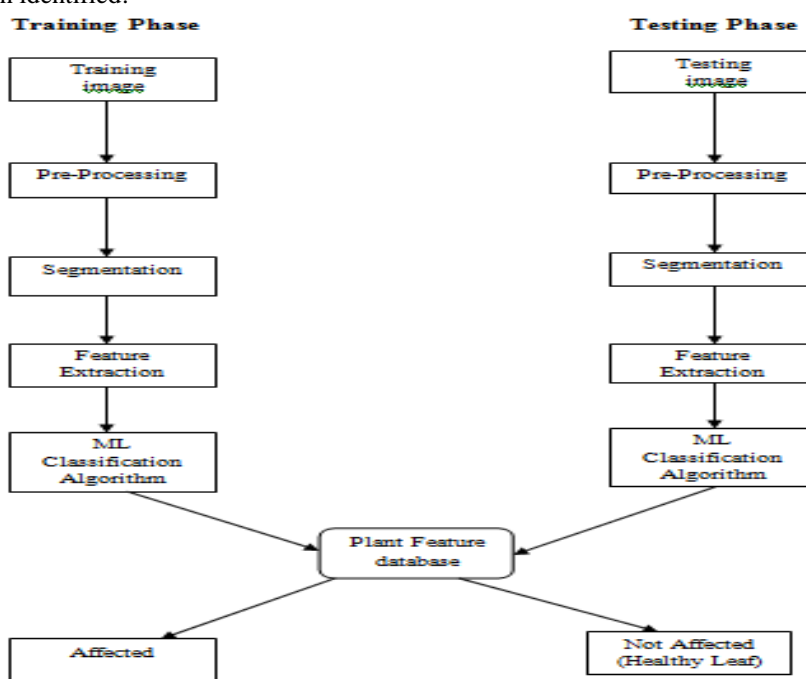 identified.
Training Phase
Testing Phase
Training
image
Testing
image
Pre-Processing
Pre-Processing
Segmentation
Segmentation
Feature
Extraction
Feature
Extraction
ML
Classification
Algorithm
ML
Classification
Algorithm
Plant Feature
database
Affected
Not Affected
(Healthy Leaf)